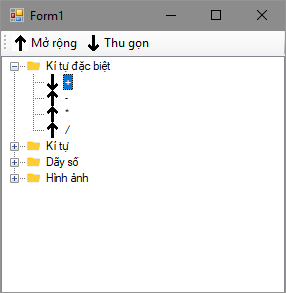 Form1
Mở rộng Thu gọn
Kí tự đặc biệt
+
-
*
/
Kí tự
Dãy số
Hình ảnh